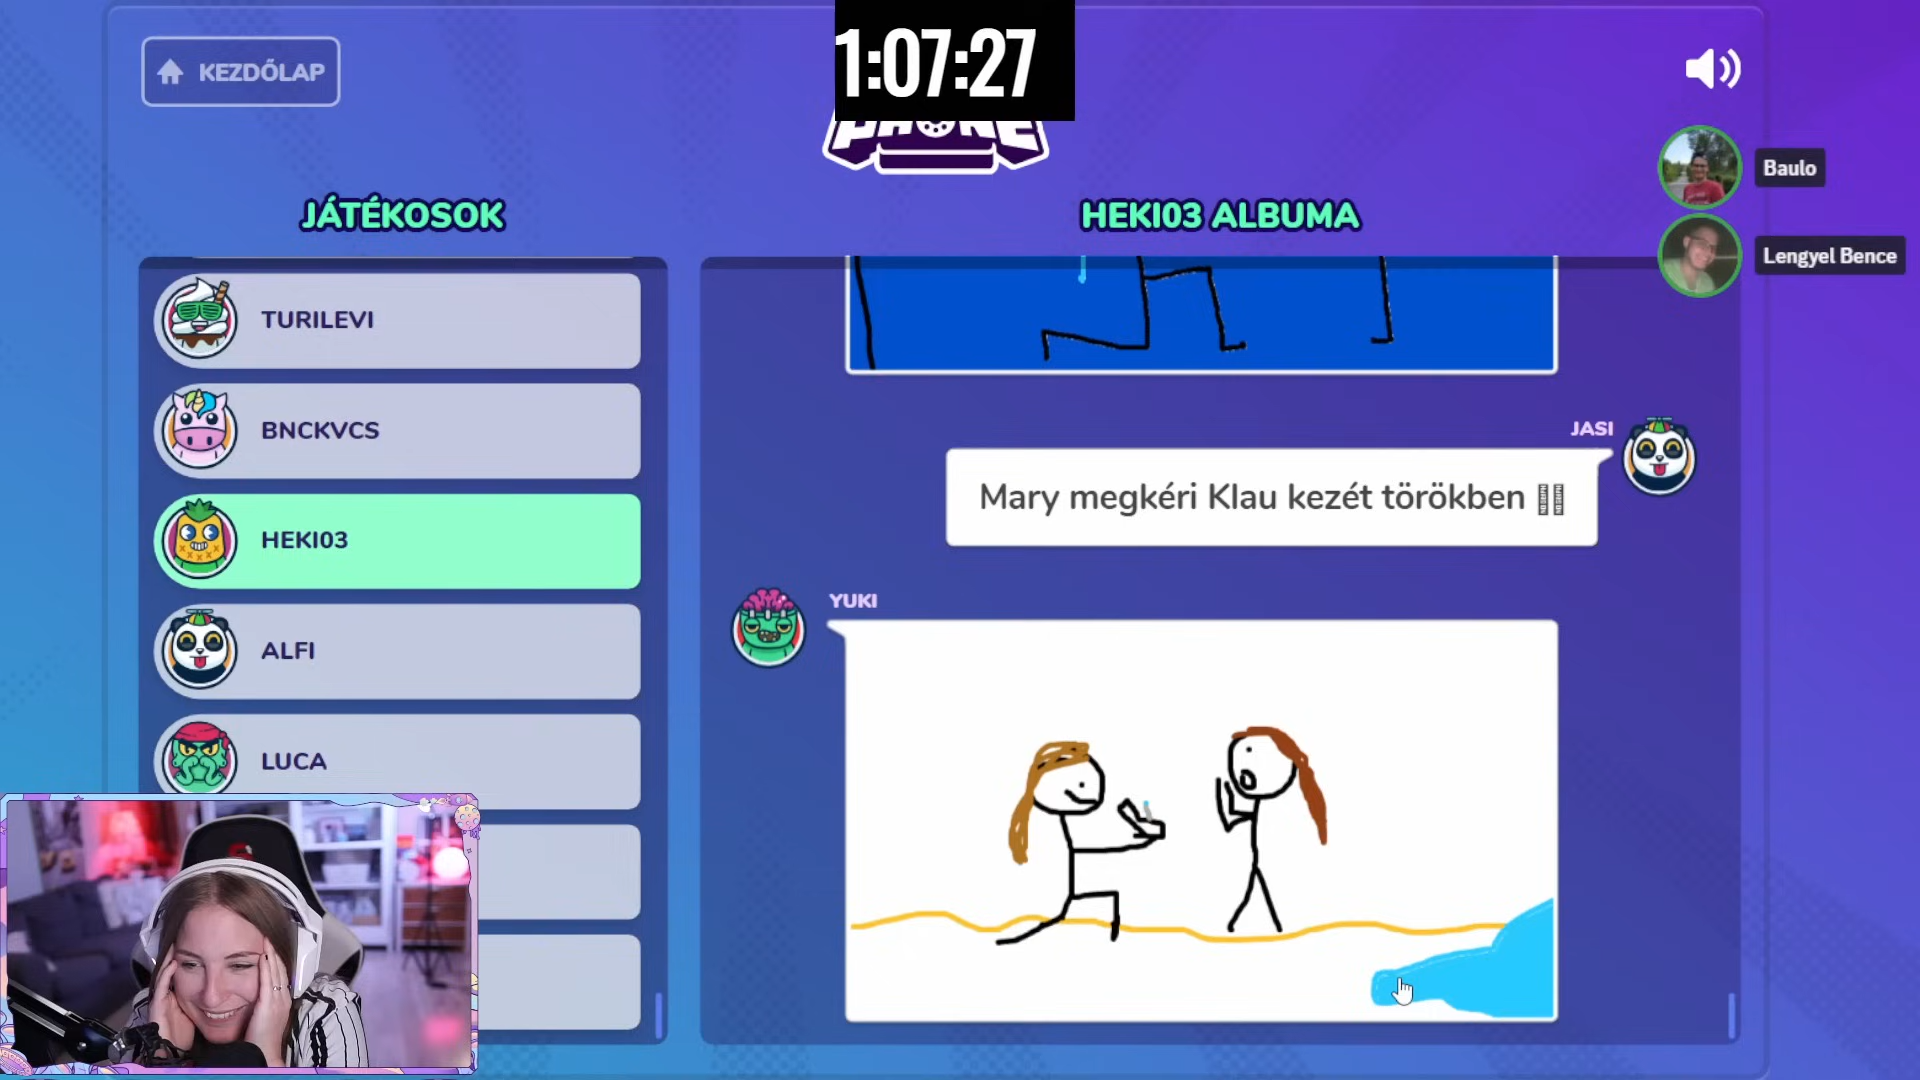 1:07:27
KEZDŐLAP
PHONE
Baulo
Lengyel Bence
JÁTÉKOSOK
HEKI03 ALBUMA
TURILEVI
BNCKVCS
HEKI03
ALFI
LUCA
JASI
Mary megkéri Klau kezét törökben
YUKI